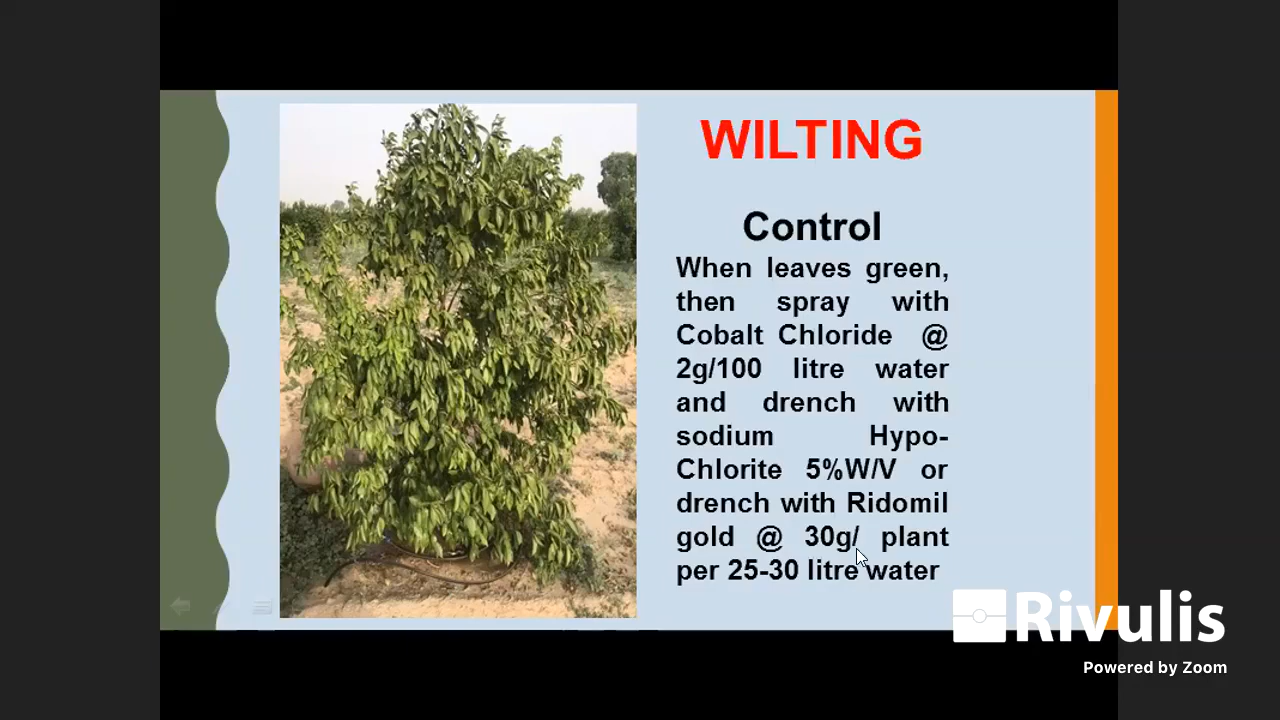 WILTING
Control
When leaves green,
then spray with
Cobalt Chloride @
2g/100 litre water
and drench with
sodium Hypo-
Chlorite 5%W/V or
drench with Ridomil
gold @ 30g/ plant
per 25-30 litre water
Rivulis
Powered by Zoom